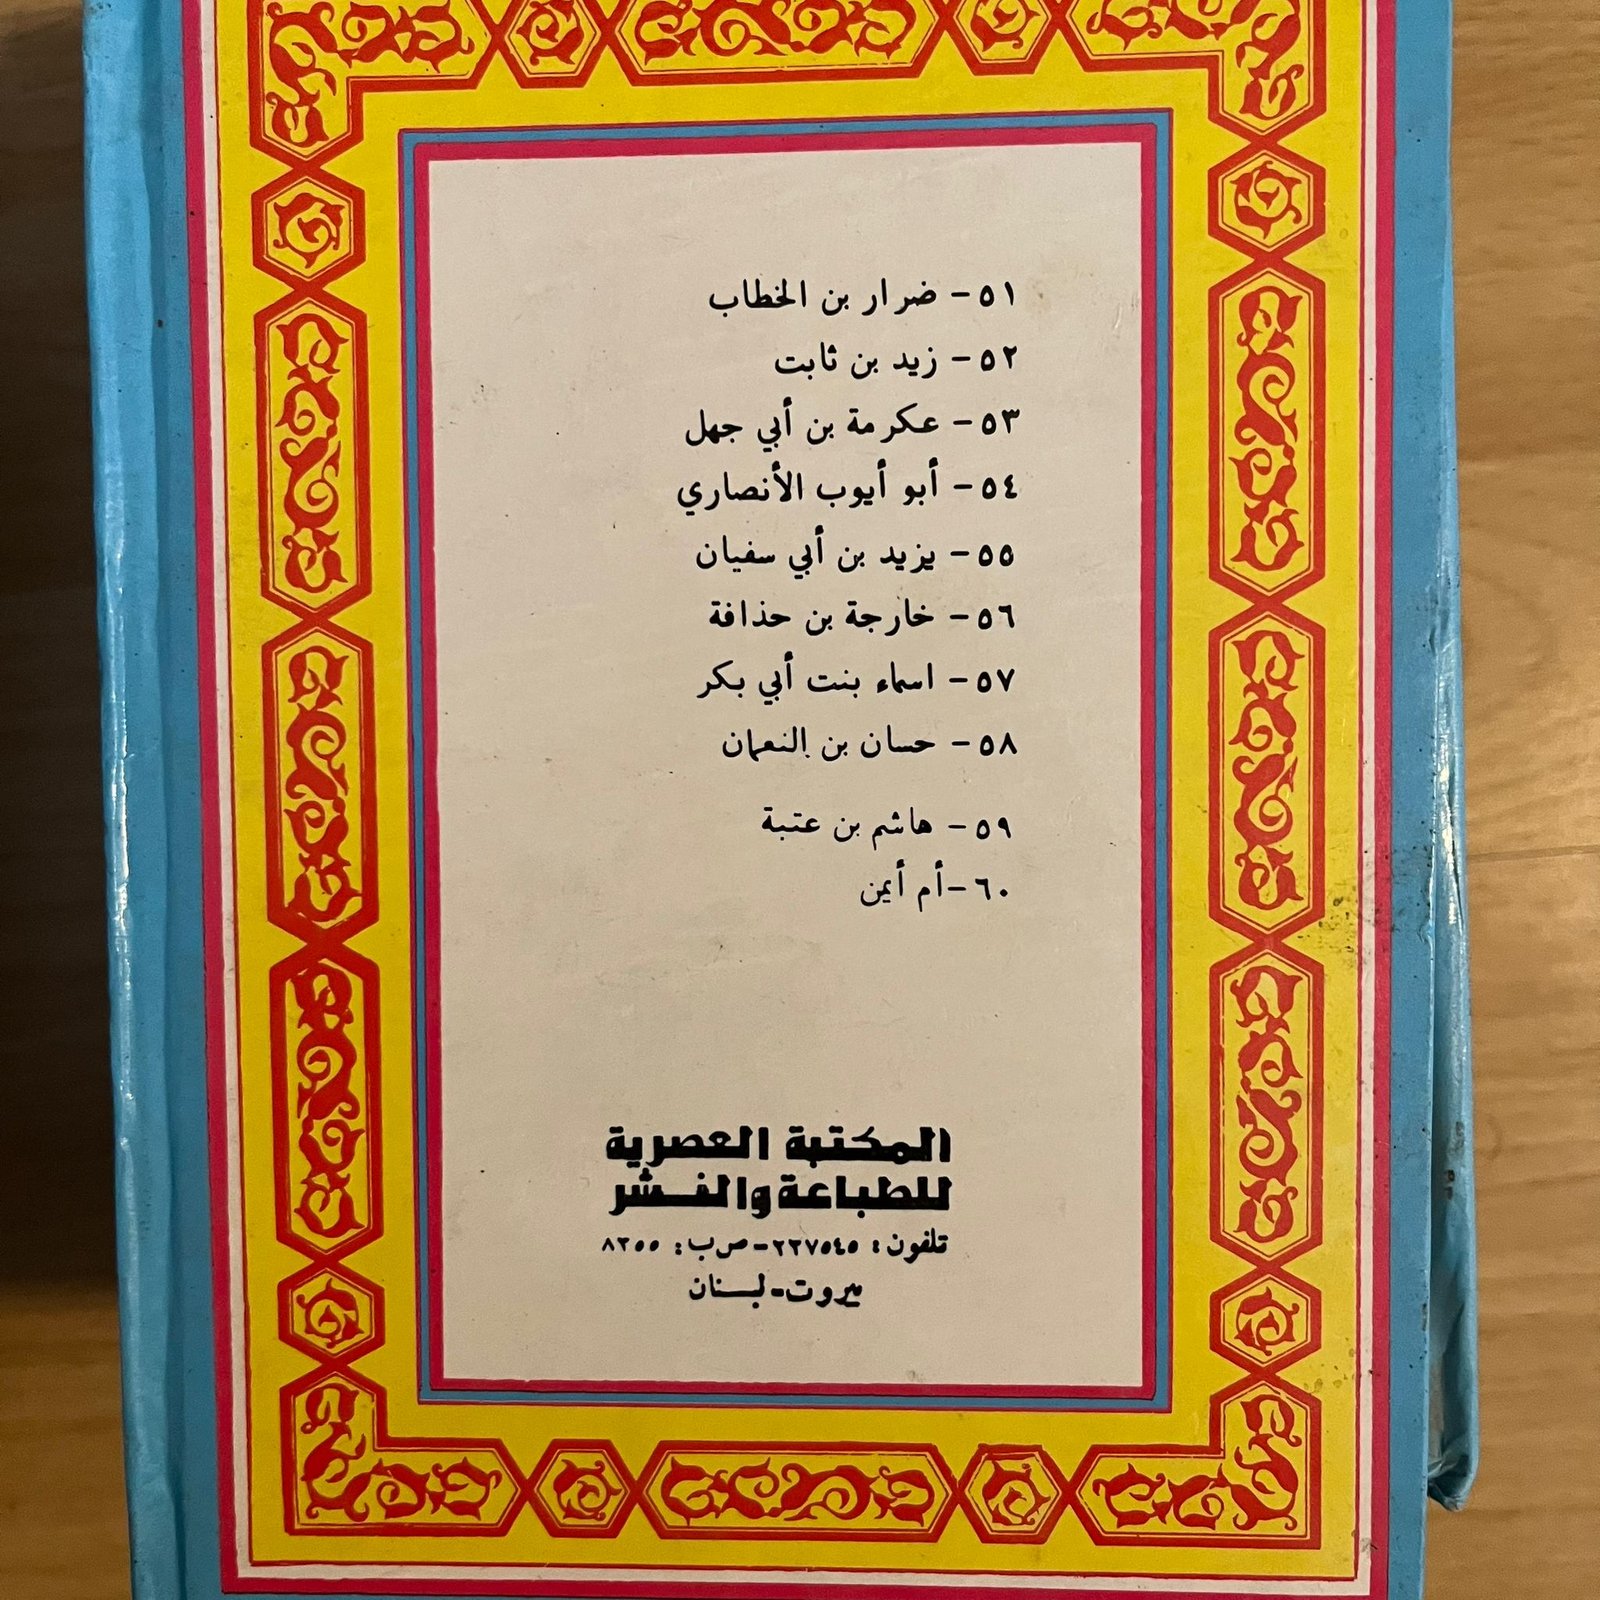 ٥١- ضرار بن الخطاب
٥٢- زيد بن ثابت
٥٣- عكرمة بن أبي جهل
٥٤- أبو أيوب الأنصاري
٥٥- يزيد بن أبي سفيان
٥٦- خارجة بن حذافة
٥٧- اسماء بنت أبي بكر
٥٨- حسان بن النعمان
٥٩- هاشم بن عتبة
٦٠-أم أيمن
المكتبة العصرية
للطباعة والنشر
تلفون: ٢٣٧٥٤٥-ص ب: ٨٣٥٥
بيروت-لبنان